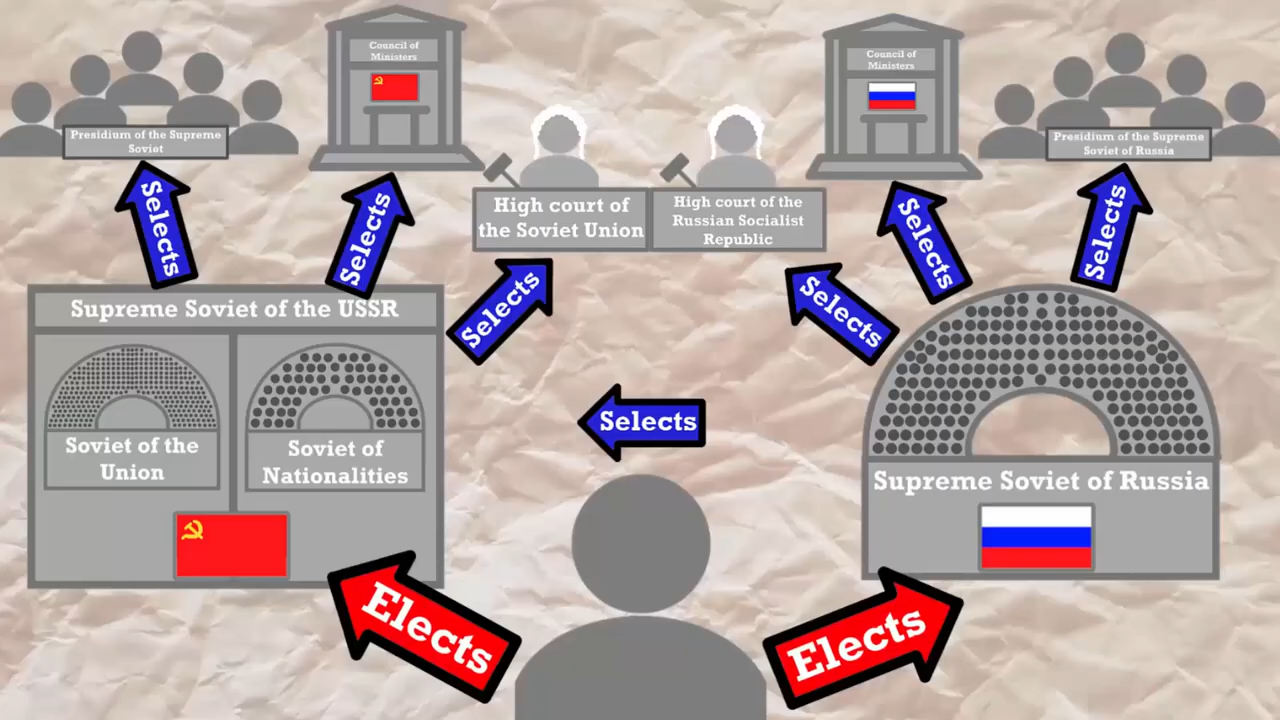 Council of
Ministers
Council of
Ministers
Presidium of the Supreme
Soviet
Presidium of the Supreme
Soviet of Russia
High court of
the Soviet Union
High court of the
Russian Socialist
Republic
Selects
Selects
Selects
Selects
Selects
Selects
Supreme Soviet of the USSR
Soviet of the
Union
Soviet of
Nationalities
Selects
Supreme Soviet of Russia
Elects
Elects